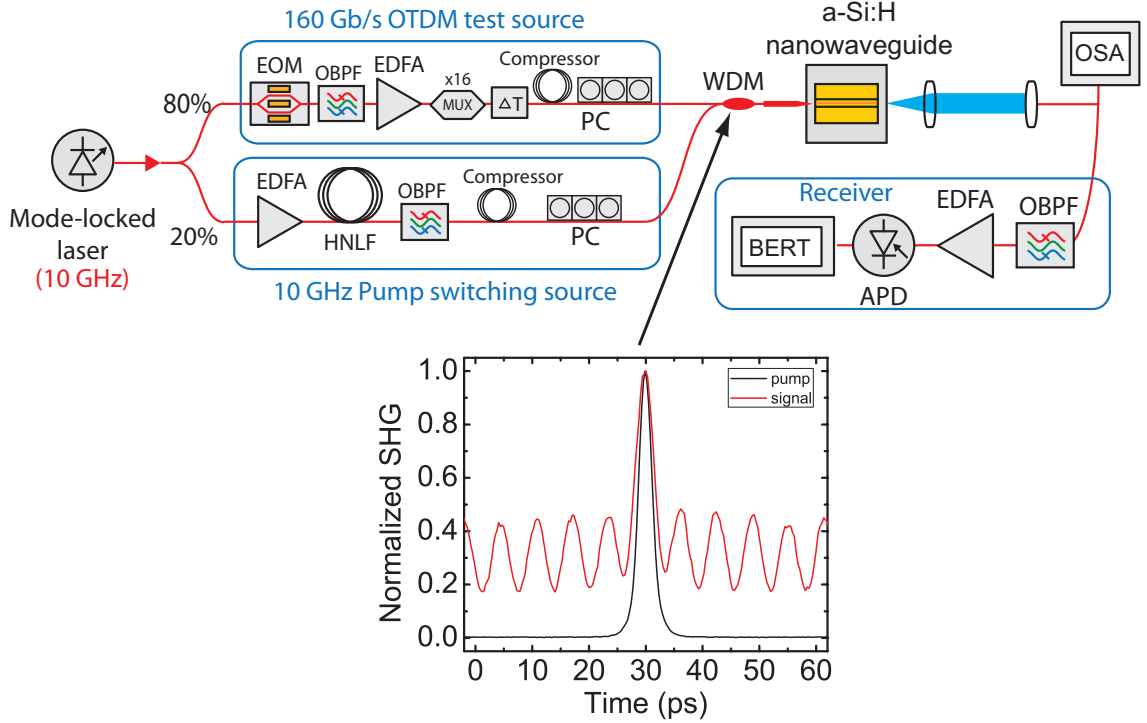 160 Gb/s OTDM test source
a-Si:H
nanowaveguide
OSA
EOM
OBPF
EDFA
x16
MUX
ΔT
Compressor
PC
WDM
80%
20%
Mode-locked
laser
(10 GHz)
EDFA
HNLF
OBPF
Compressor
PC
10 GHz Pump switching source
Receiver
BERT
APD
EDFA
OBPF
pump
signal
Normalized SHG
1.0
0.8
0.6
0.4
0.2
0.0
0 10 20 30 40 50 60
Time (ps)